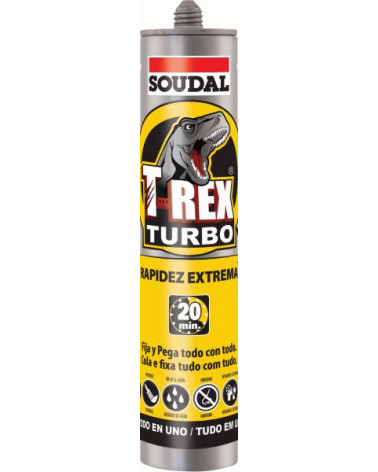 SOUDAL
T-REX®
TURBO
RAPIDEZ EXTREMA
20
min.
Fija y Pega todo con todo.
Cola e fixa tudo com tudo.
TODO EN UNO / TUDO EM U